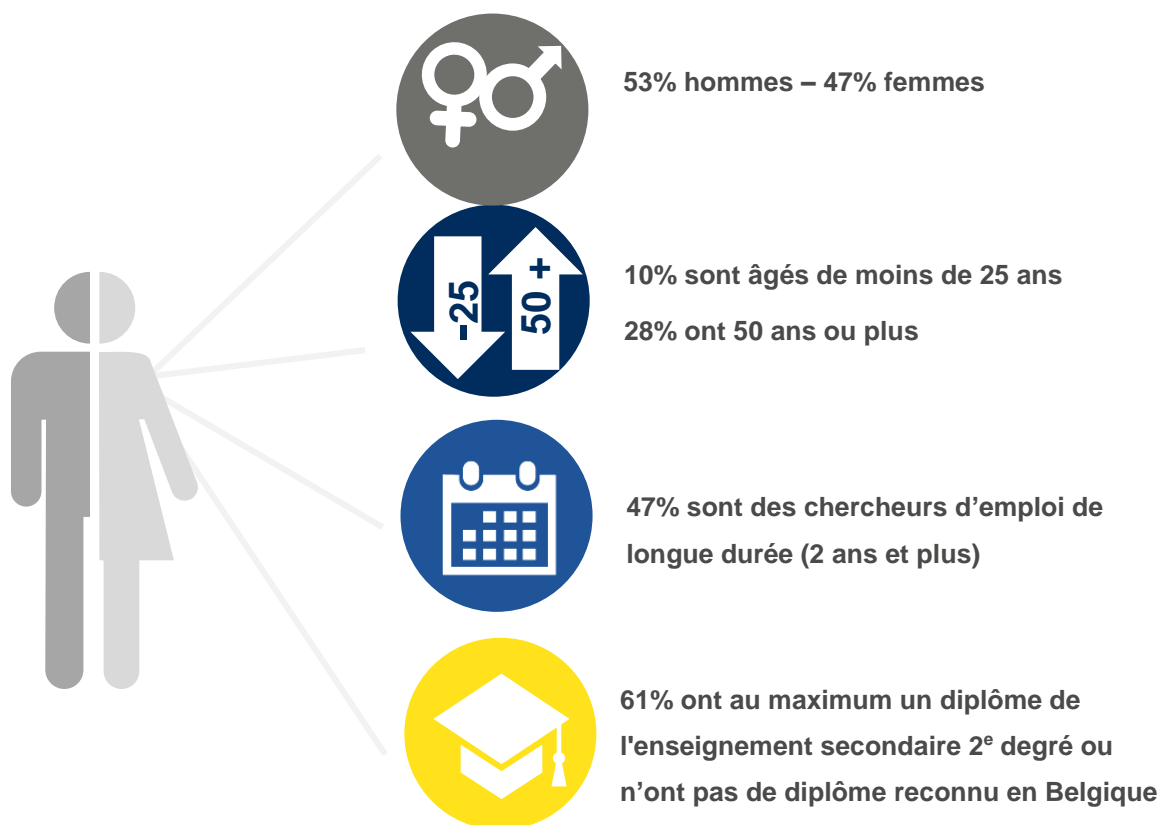 53% hommes – 47% femmes
-25
50 +
10% sont âgés de moins de 25 ans
28% ont 50 ans ou plus
47% sont des chercheurs d’emploi de
longue durée (2 ans et plus)
61% ont au maximum un diplôme de
l'enseignement secondaire 2e degré ou
n’ont pas de diplôme reconnu en Belgique